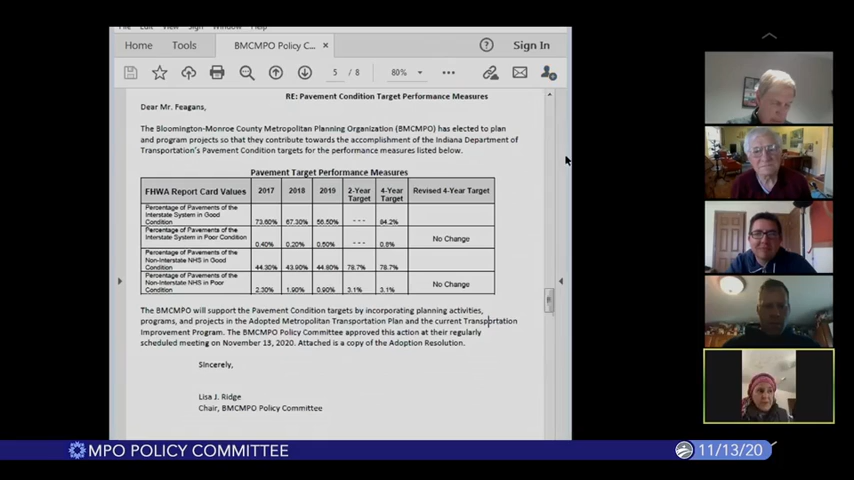 File Edit View Sign Window Help
Home Tools BMCMPO Policy C... × ? Sign In
5 / 8 80%
RE: Pavement Condition Target Performance Measures
Dear Mr. Feagans,
The Bloomington-Monroe County Metropolitan Planning Organization (BMCMPO) has elected to plan
and program projects so that they contribute towards the accomplishment of the Indiana Department of
Transportation's Pavement Condition targets for the performance measures listed below.
Pavement Target Performance Measures
FHWA Report Card Values 2017 2018 2019 2-Year Target 4-Year Target Revised 4-Year Target
Percentage of Pavements of the
Interstate System in Good
Condition 73.60% 67.30% 56.50% --- 84.2%
Percentage of Pavements of the
Interstate System in Poor Condition 0.40% 0.20% 0.60% --- 0.8% No Change
Percentage of Pavements of the
Non-Interstate NHS in Good
Condition 44.30% 43.90% 44.80% 78.7% 78.7%
Percentage of Pavements of the
Non-Interstate NHS in Poor
Condition 2.30% 1.90% 0.90% 3.1% 3.1% No Change
The BMCMPO will support the Pavement Condition targets by incorporating planning activities,
programs, and projects in the Adopted Metropolitan Transportation Plan and the current Transportation
Improvement Program. The BMCMPO Policy Committee approved this action at their regularly
scheduled meeting on November 13, 2020. Attached is a copy of the Adoption Resolution.
Sincerely,
Lisa J. Ridge
Chair, BMCMPO Policy Committee
MPO POLICY COMMITTEE 11/13/20